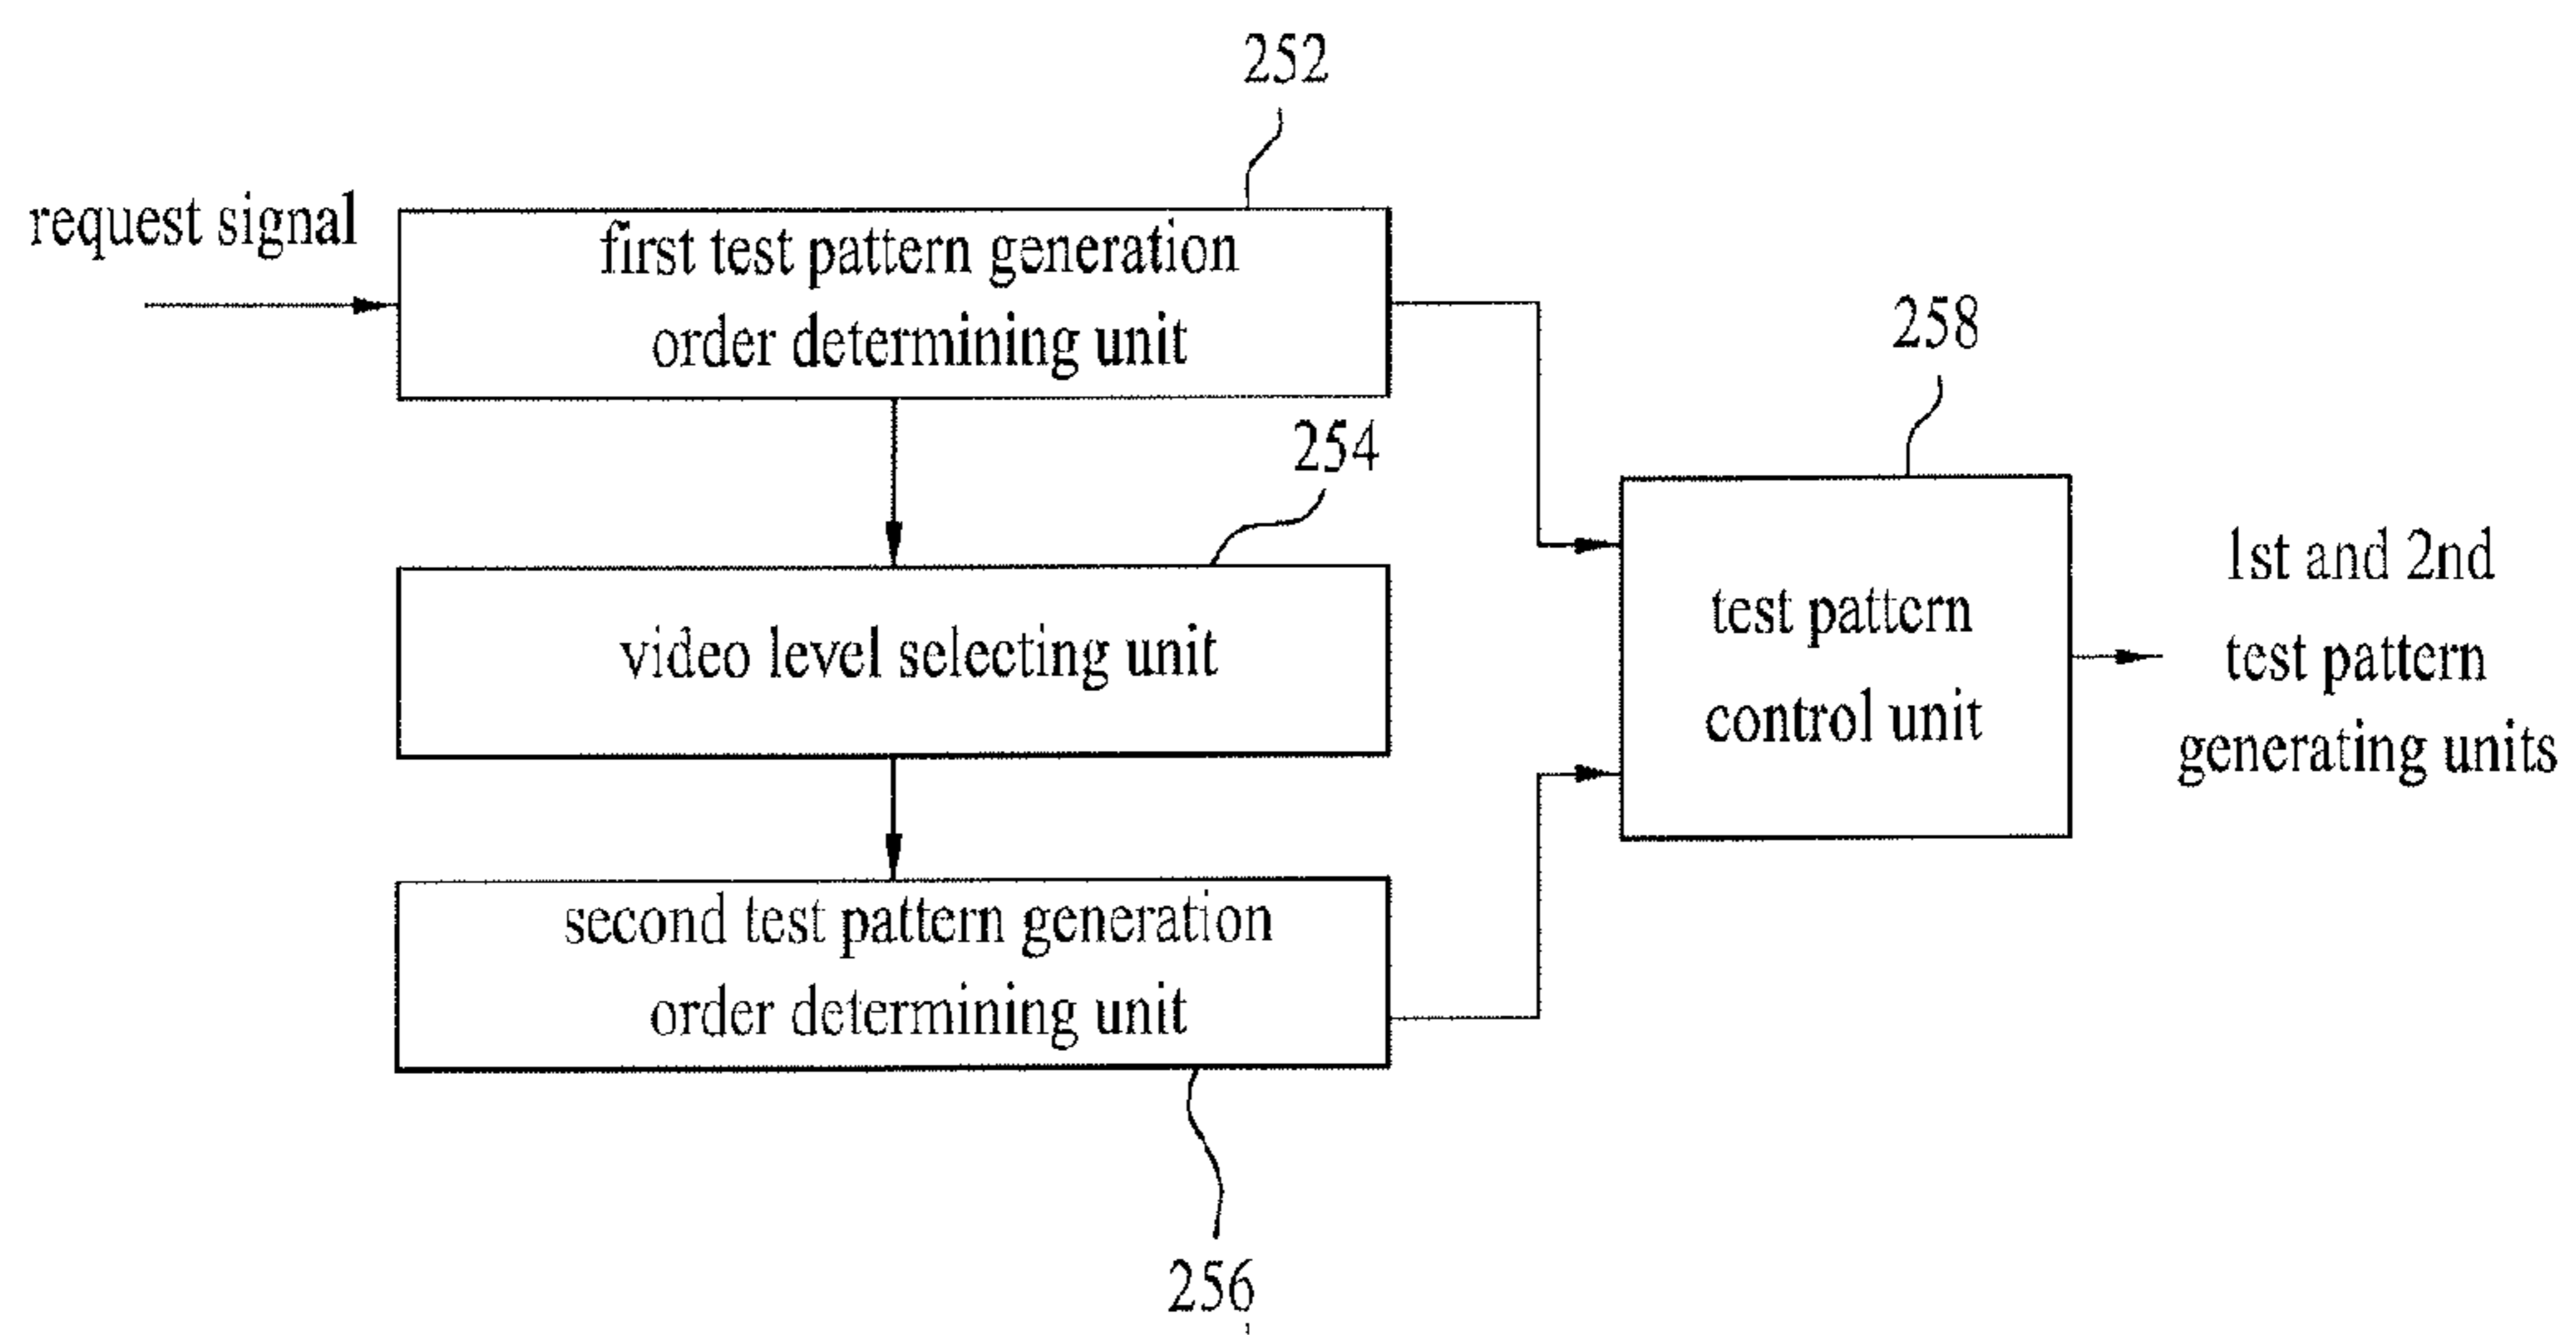 252
request signal
first test pattern generation
order determining unit
258
254
1st and 2nd
test pattern
generating units
test pattern
control unit
video level selecting unit
second test pattern generation
order determining unit
256